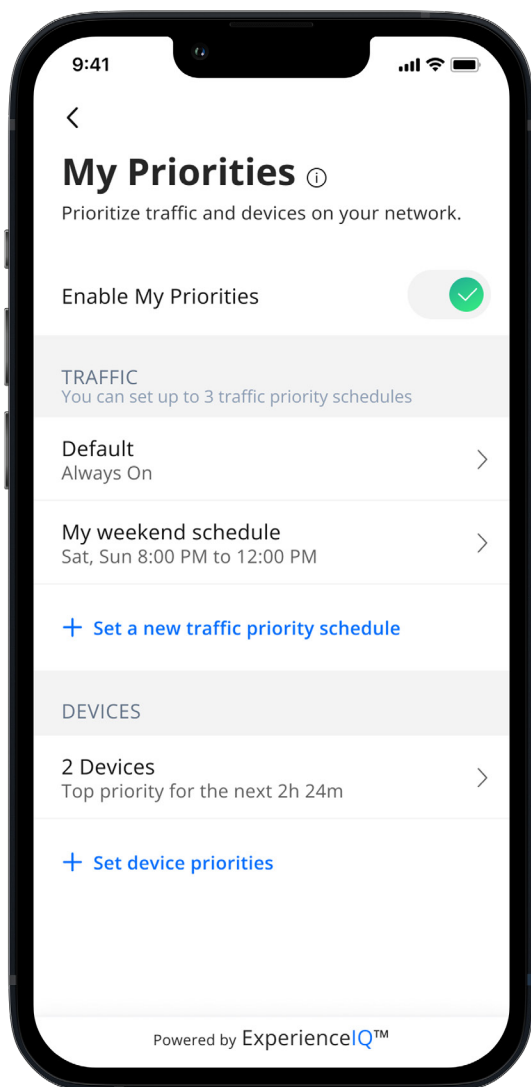 9:41
My Priorities
Prioritize traffic and devices on your network.
Enable My Priorities
TRAFFIC
You can set up to 3 traffic priority schedules
Default
Always On
My weekend schedule
Sat, Sun 8:00 PM to 12:00 PM
+ Set a new traffic priority schedule
DEVICES
2 Devices
Top priority for the next 2h 24m
+ Set device priorities
Powered by ExperienceIQ™